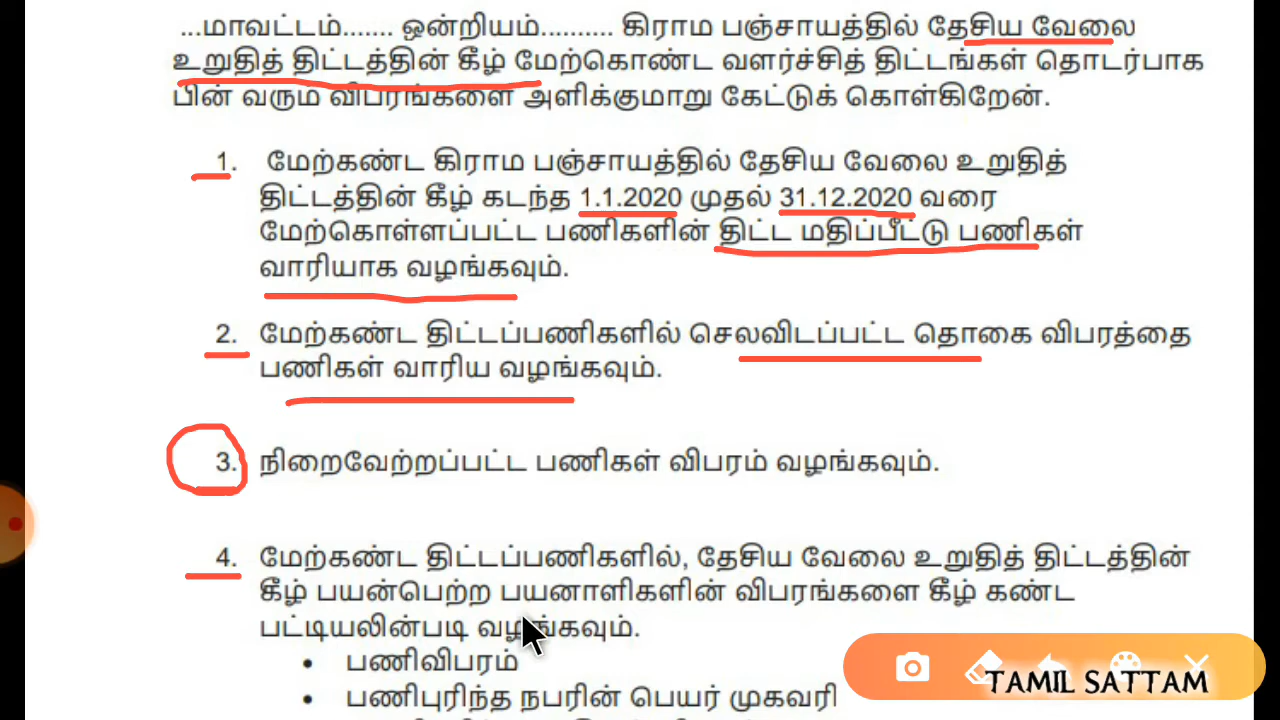 ...மாவட்டம்....... ஒன்றியம்.......... கிராம பஞ்சாயத்தில் தேசிய வேலை
உறுதித் திட்டத்தின் கீழ் மேற்கொண்ட வளர்ச்சித் திட்டங்கள் தொடர்பாக
பின் வரும் விபரங்களை அளிக்குமாறு கேட்டுக் கொள்கிறேன்.
1. மேற்கண்ட கிராம பஞ்சாயத்தில் தேசிய வேலை உறுதித்
திட்டத்தின் கீழ் கடந்த 1.1.2020 முதல் 31.12.2020 வரை
மேற்கொள்ளப்பட்ட பணிகளின் திட்ட மதிப்பீட்டு பணிகள்
வாரியாக வழங்கவும்.
2. மேற்கண்ட திட்டப்பணிகளில் செலவிடப்பட்ட தொகை விபரத்தை
பணிகள் வாரிய வழங்கவும்.
3. நிறைவேற்றப்பட்ட பணிகள் விபரம் வழங்கவும்.
4. மேற்கண்ட திட்டப்பணிகளில், தேசிய வேலை உறுதித் திட்டத்தின்
கீழ் பயன்பெற்ற பயனாளிகளின் விபரங்களை கீழ் கண்ட
பட்டியலின்படி வழங்கவும்.
• பணிவிபரம்
• பணிபுரிந்த நபரின் பெயர் முகவரி
TAMIL SATTAM